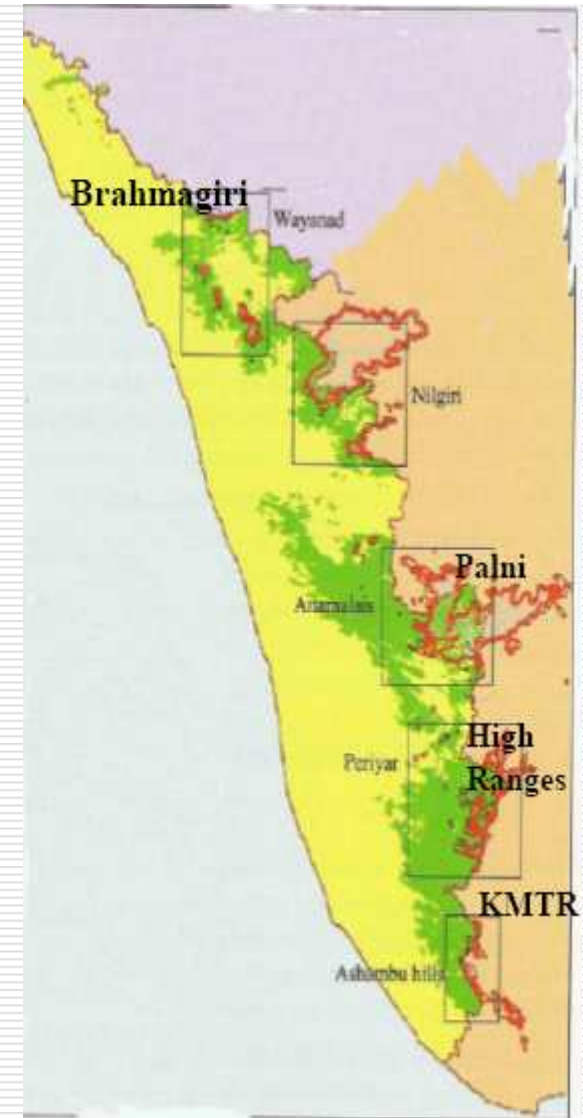 Brahmagiri
Wayanad
Nilgiri
Palni
Anamalais
High
Ranges
Periyar
KMTR
Ashambu hills